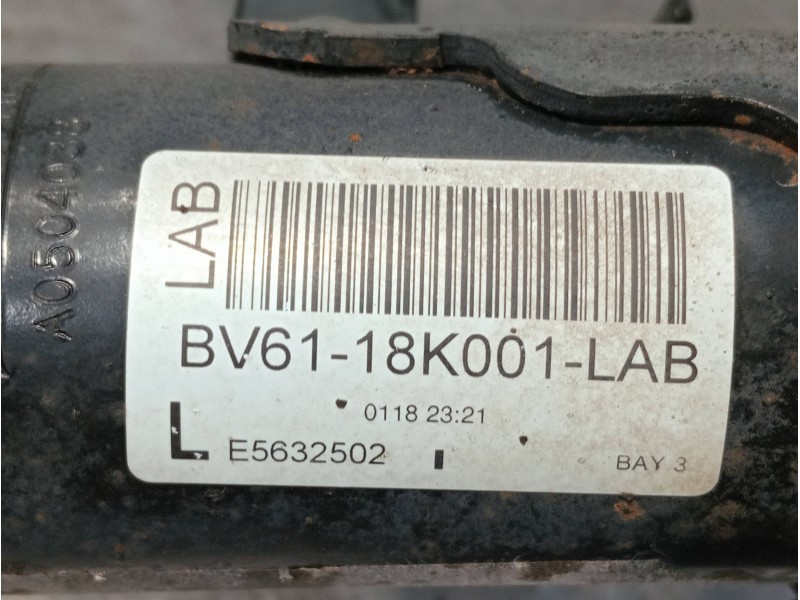 A0504038
LAB
BV61-18K001-LAB
0118 23:21
L
E5632502
BAY 3